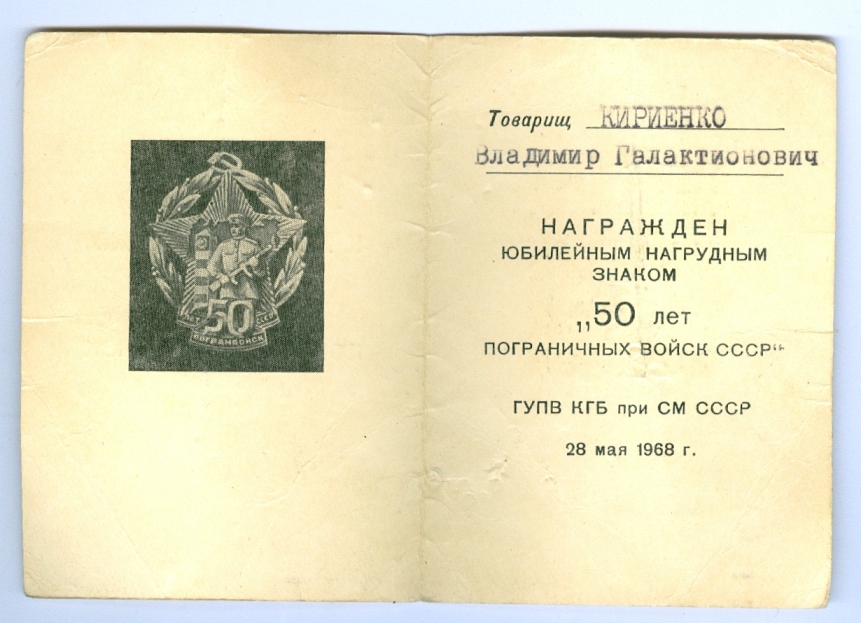 50
ПОГРАНВОЙСК
СССР
Товарищ КИРИЕНКО
Владимир Галактионович
НАГРАЖДЕН
ЮБИЛЕЙНЫМ НАГРУДНЫМ
ЗНАКОМ
„50 лет
ПОГРАНИЧНЫХ ВОЙСК СССР“
ГУПВ КГБ при СМ СССР
28 мая 1968 г.